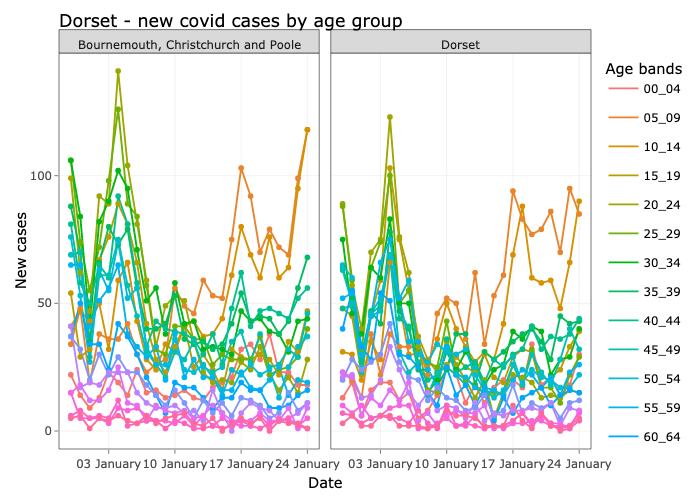 Dorset - new covid cases by age group
Bournemouth, Christchurch and Poole
Dorset
Age bands
00_04
05_09
10_14
15_19
20_24
25_29
30_34
35_39
40_44
45_49
50_54
55_59
60_64
New cases
100
50
0
03 January 10 January 17 January 24 January
03 January 10 January 17 January 24 January
Date